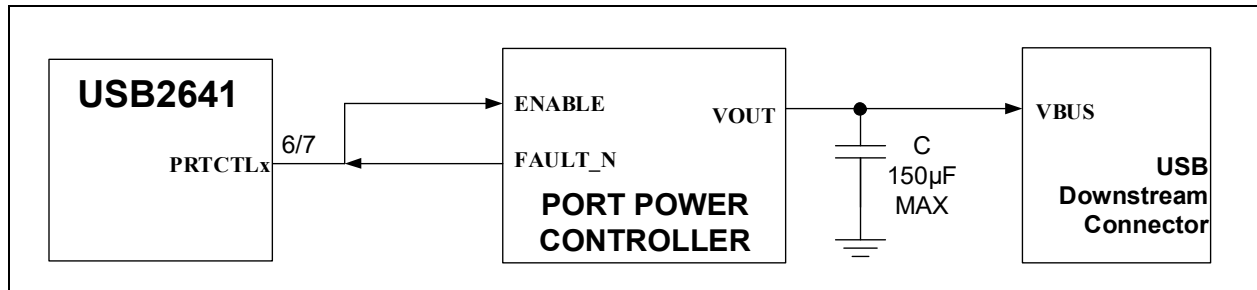 USB2641
PRTCTLx
6/7
ENABLE
FAULT_N
VOUT
PORT POWER
CONTROLLER
C
150µF
MAX
VBUS
USB
Downstream
Connector